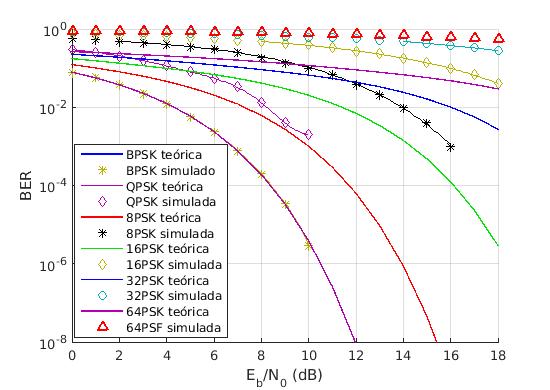 10^0
10^-2
10^-4
10^-6
10^-8
BER
BPSK teórica
BPSK simulado
QPSK teórica
QPSK simulada
8PSK teórica
8PSK simulada
16PSK teórica
16PSK simulada
32PSK teórica
32PSK simulada
64PSK teórica
64PSF simulada
0 2 4 6 8 10 12 14 16 18
E_b/N_0 (dB)